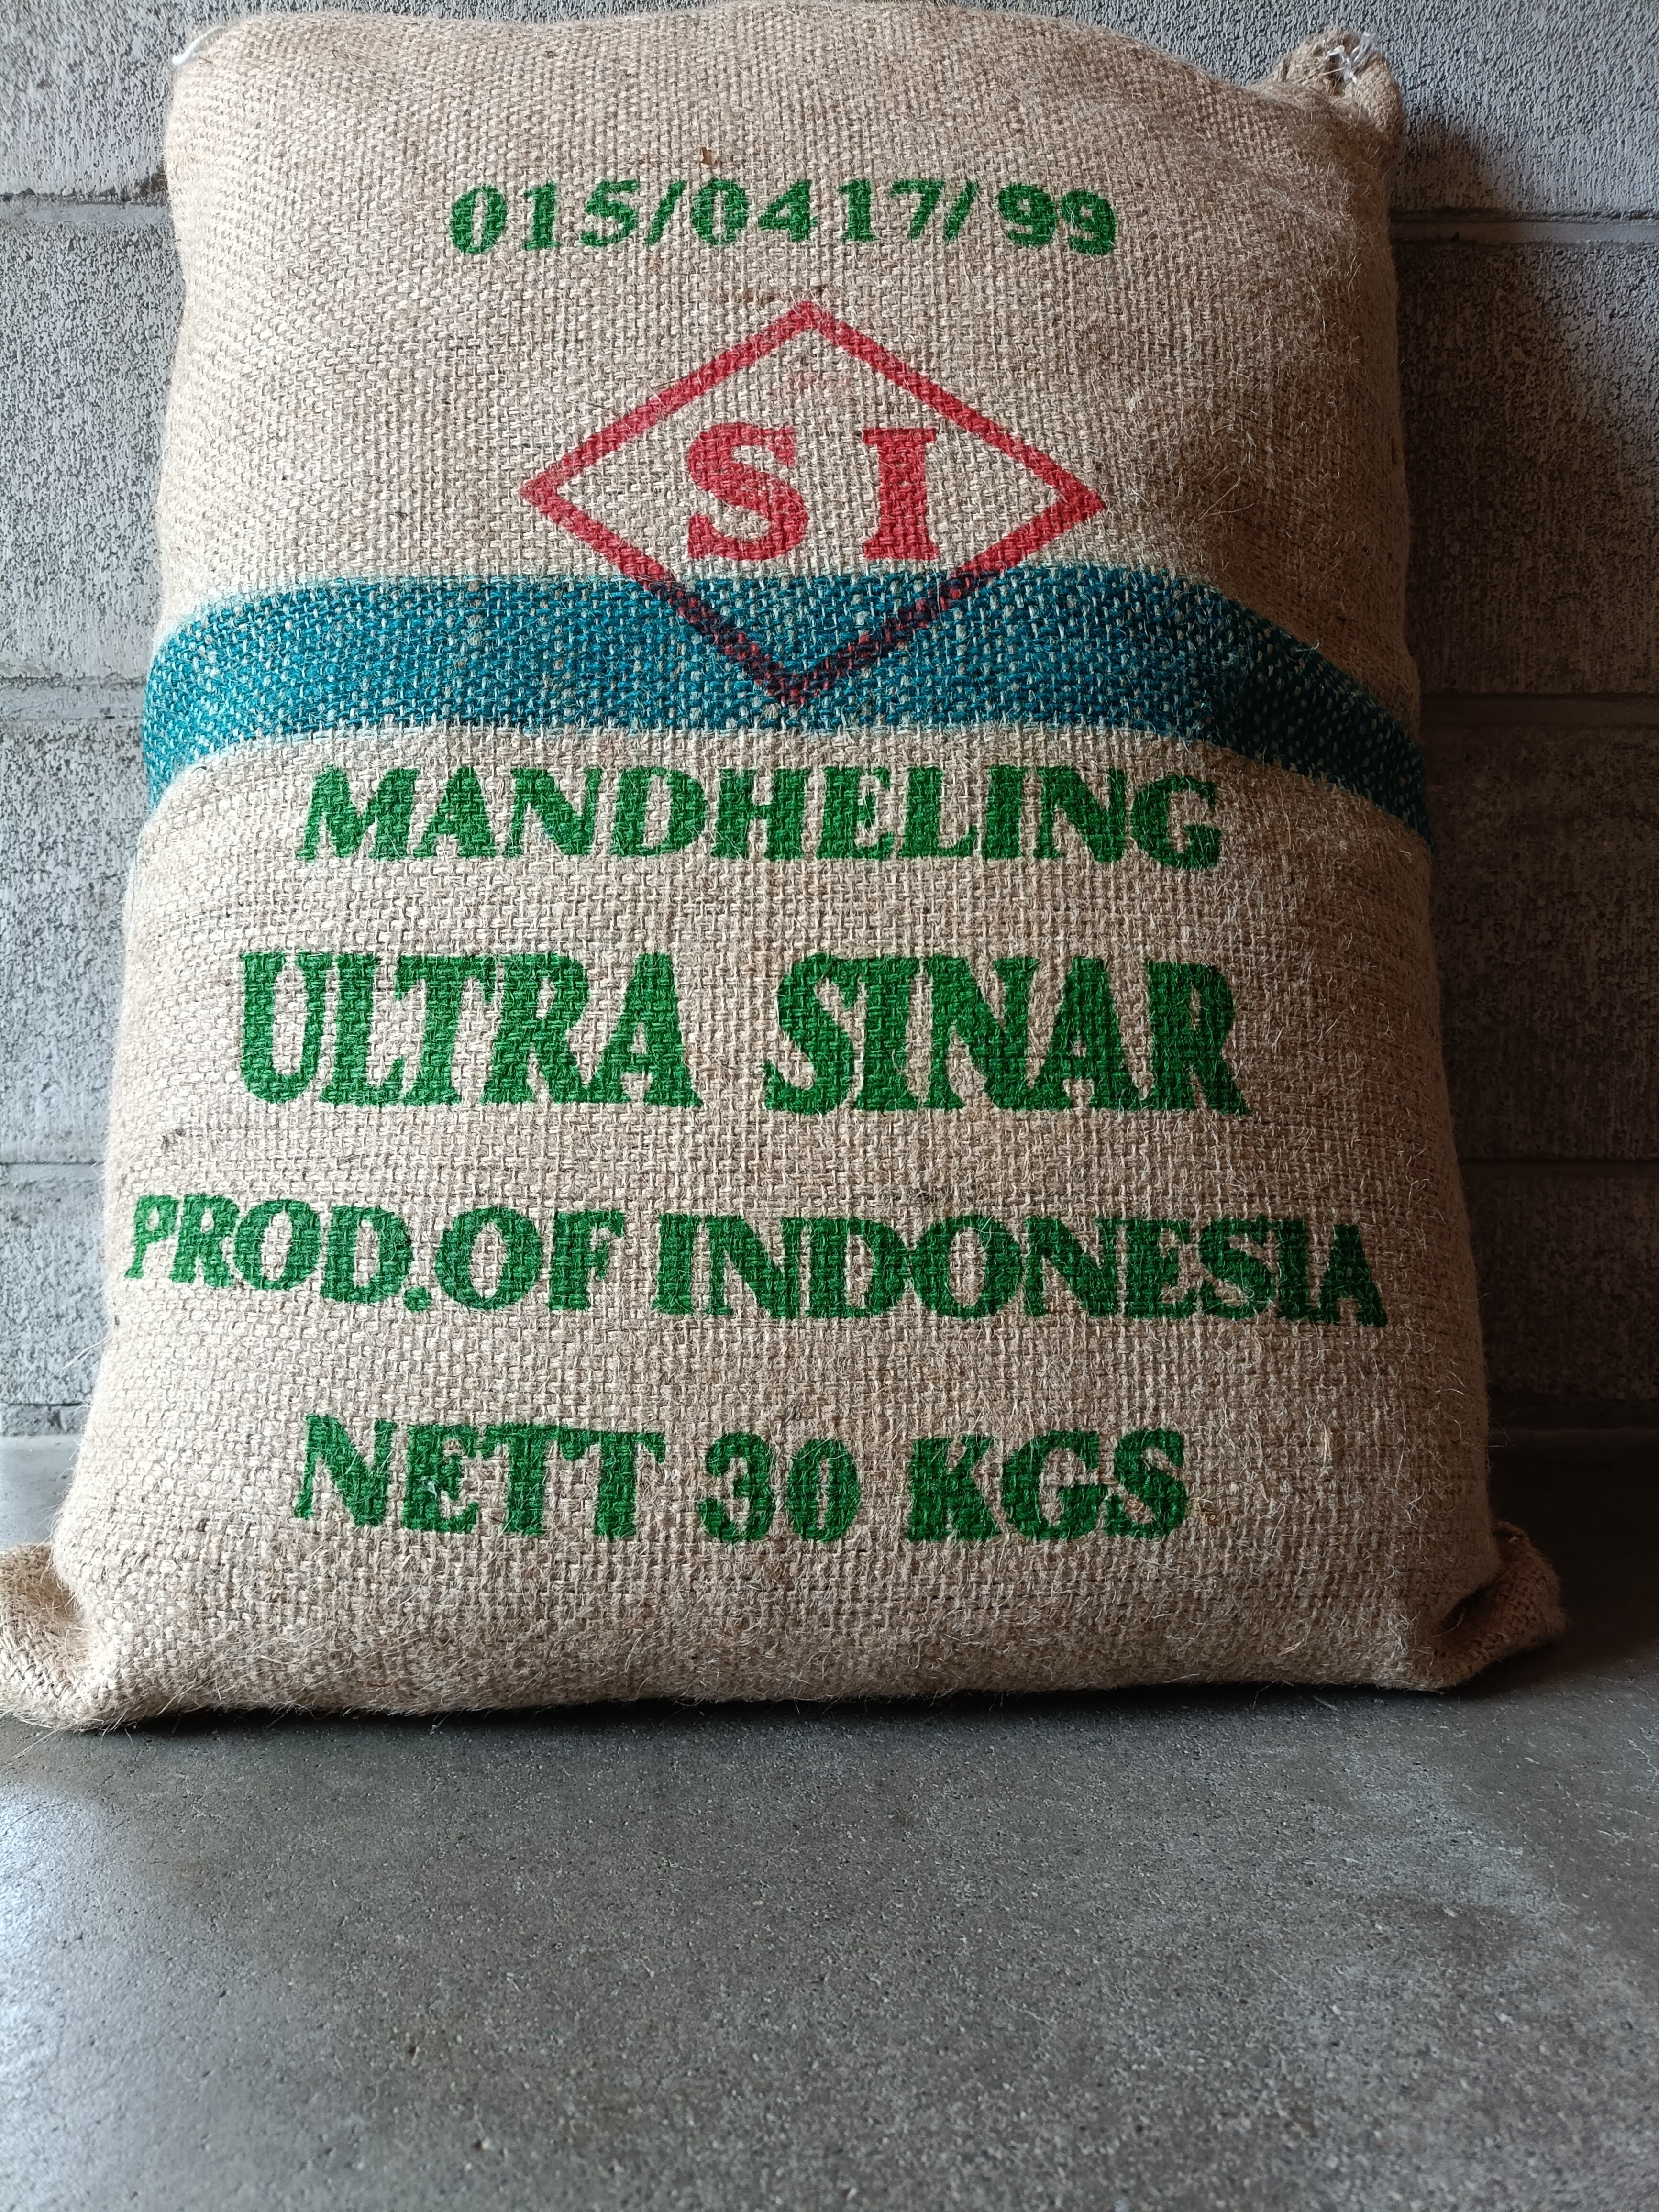 015/0417/99
SI
MANDHELING
ULTRA SINAR
PROD.OF INDONESIA
NETT 30 KGS